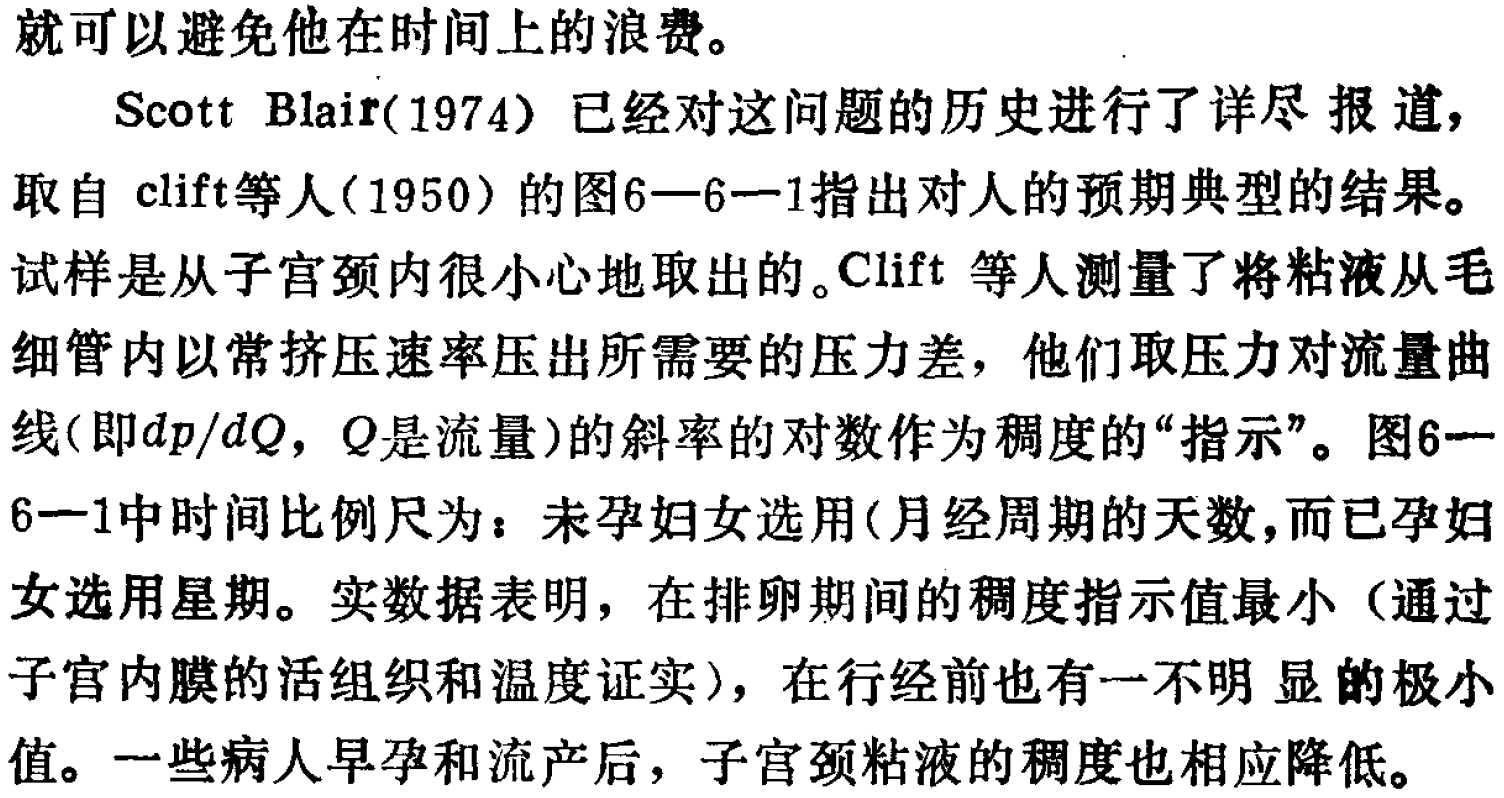 就可以避免他在时间上的浪费。
Scott Blair(1974) 已经对这问题的历史进行了详尽报道，
取自 clift等人(1950) 的图6—6—1指出对人的预期典型的结果。
试样是从子宫颈内很小心地取出的。Clift 等人测量了将粘液从毛
细管内以常挤压速率压出所需要的压力差，他们取压力对流量曲
线(即dp/dQ，Q是流量)的斜率的对数作为稠度的“指示”。图6—
6—1中时间比例尺为：未孕妇女选用(月经周期的天数，而已孕妇
女选用星期。实数据表明，在排卵期间的稠度指示值最小（通过
子宫内膜的活组织和温度证实），在行经前也有一不明显的极小
值。一些病人早孕和流产后，子宫颈粘液的稠度也相应降低。